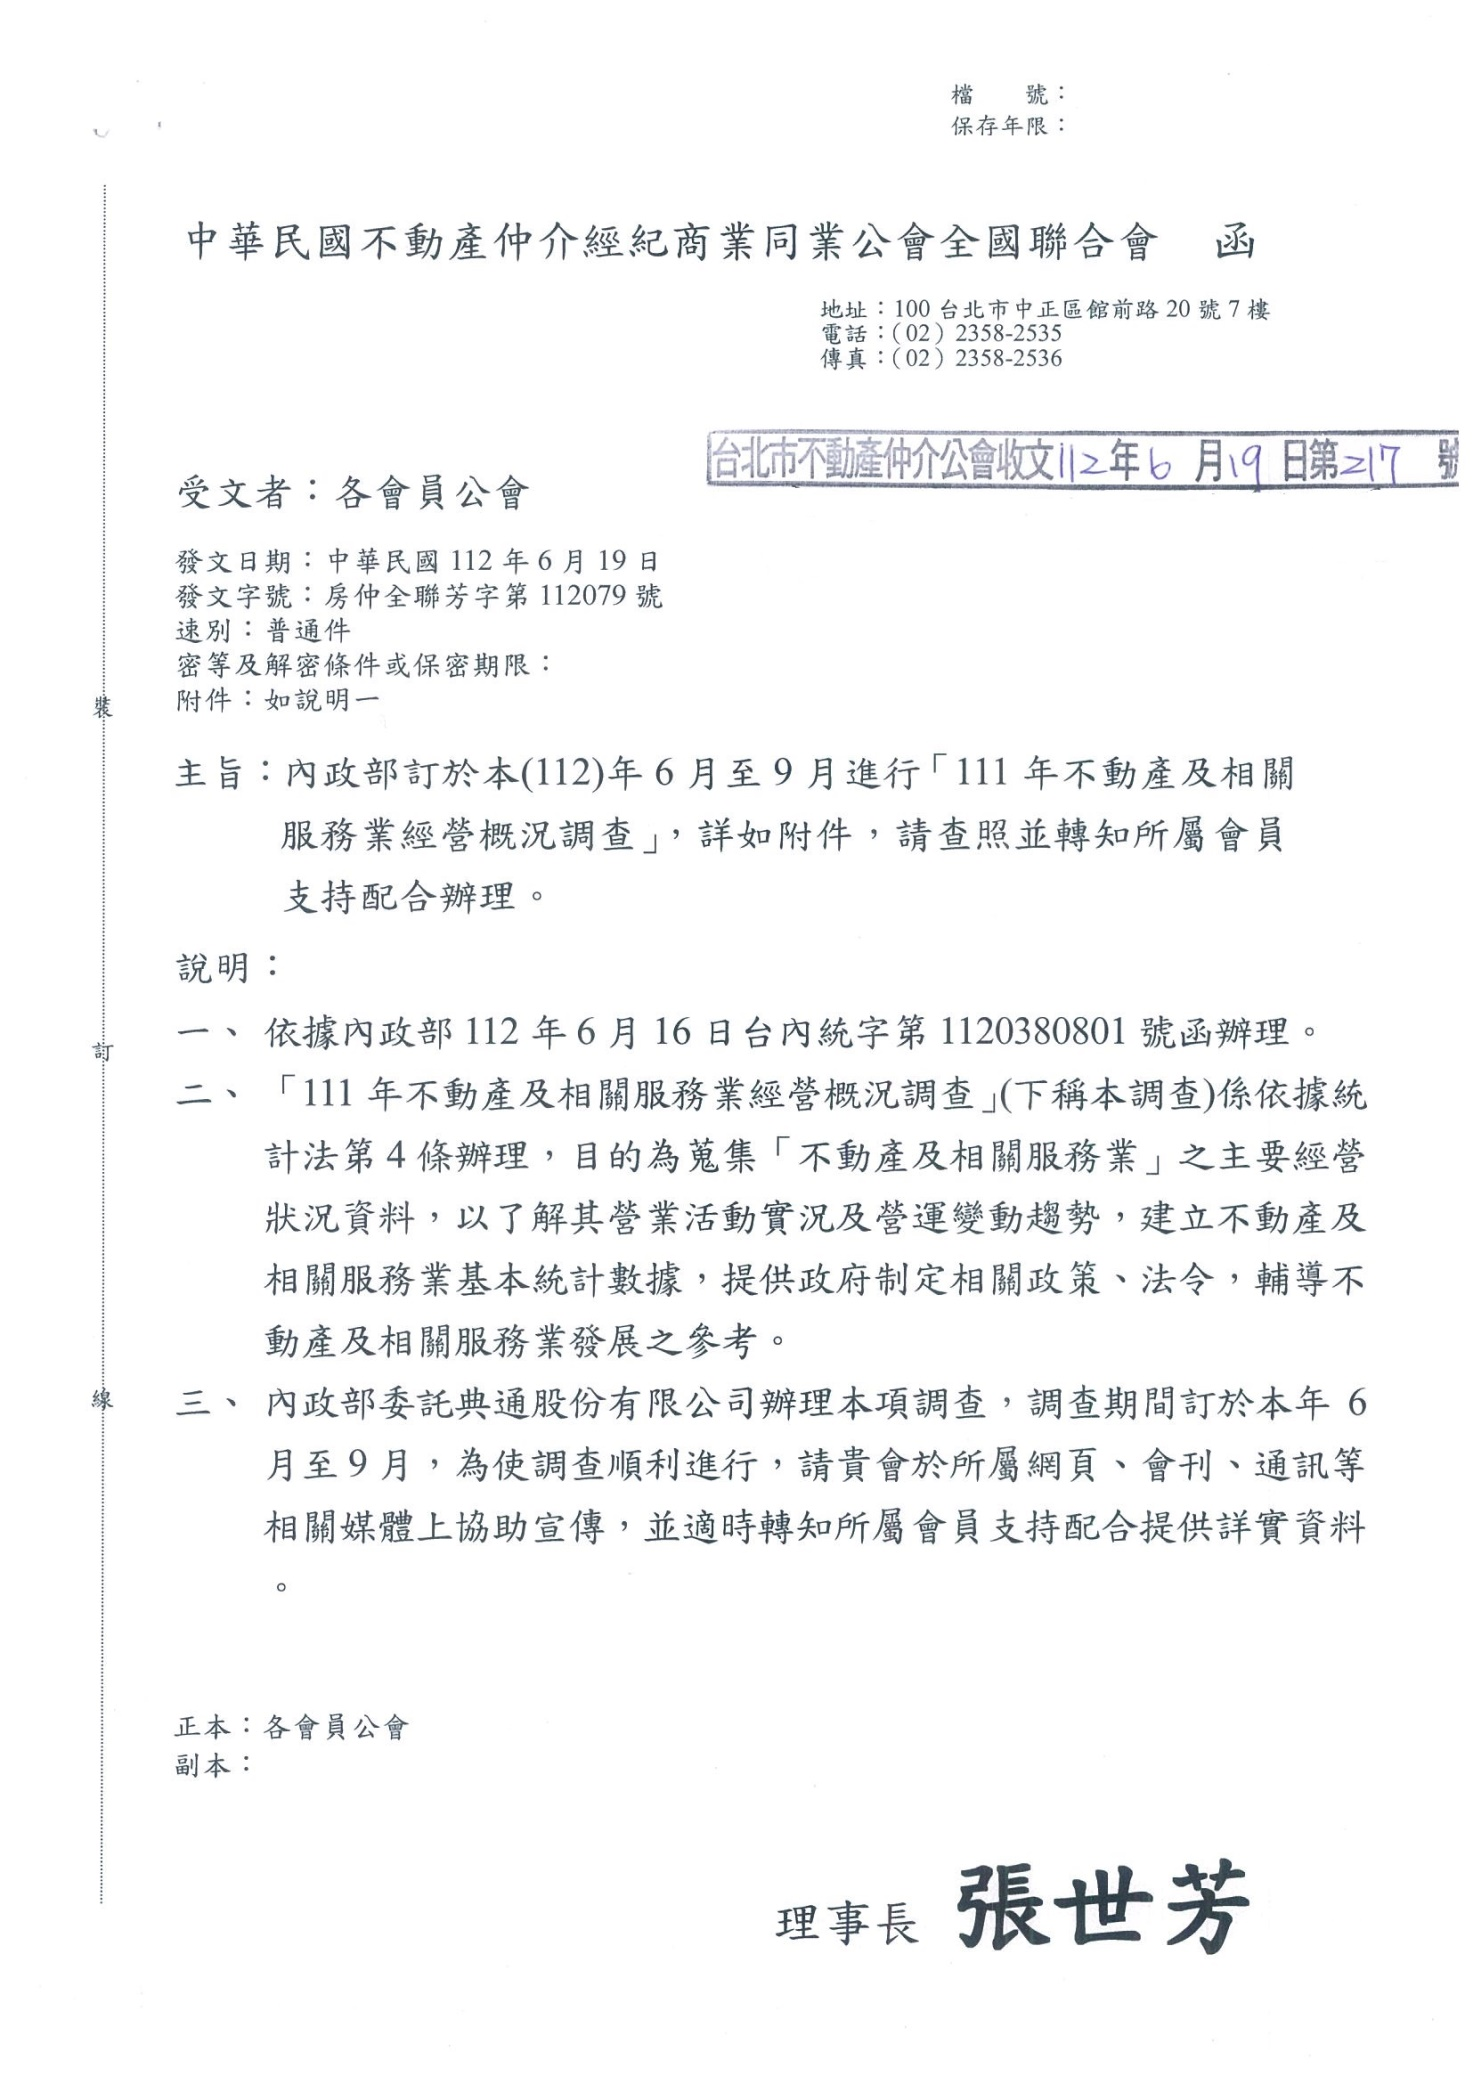 檔　　號：
保存年限：
中華民國不動產仲介經紀商業同業公會全國聯合會　函
地址：100 台北市中正區館前路 20 號 7 樓
電話：(02) 2358-2535
傳真：(02) 2358-2536
台北市不動產仲介公會收文112年6月19日第217號
受文者：各會員公會
發文日期：中華民國 112 年 6 月 19 日
發文字號：房仲全聯芳字第 112079 號
速別：普通件
密等及解密條件或保密期限：
附件：如說明一
主旨：內政部訂於本(112)年 6 月至 9 月進行「111 年不動產及相關
服務業經營概況調查」，詳如附件，請查照並轉知所屬會員
支持配合辦理。
說明：
一、依據內政部 112 年 6 月 16 日台內統字第 1120380801 號函辦理。
二、「111 年不動產及相關服務業經營概況調查」(下稱本調查)係依據統
計法第 4 條辦理，目的為蒐集「不動產及相關服務業」之主要經營
狀況資料，以了解其營業活動實況及營運變動趨勢，建立不動產及
相關服務業基本統計數據，提供政府制定相關政策、法令，輔導不
動產及相關服務業發展之參考。
三、內政部委託典通股份有限公司辦理本項調查，調查期間訂於本年 6
月至 9 月，為使調查順利進行，請貴會於所屬網頁、會刊、通訊等
相關媒體上協助宣傳，並適時轉知所屬會員支持配合提供詳實資料
。
正本：各會員公會
副本：
理事長 張世芳
裝
訂
線